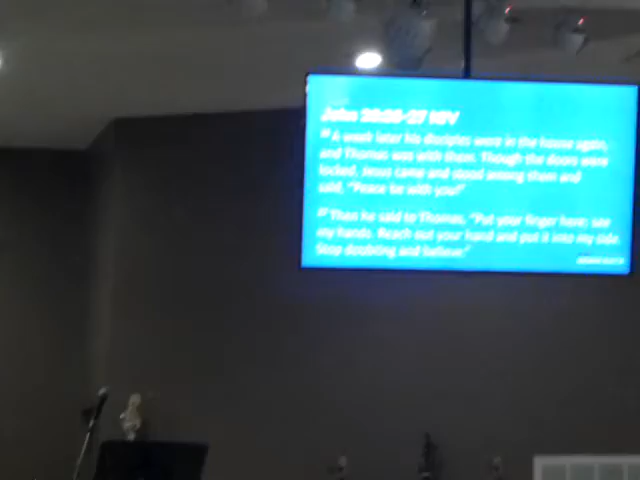 John 20:26-27 NIV
26 A week later his disciples were in the house again,
and Thomas was with them. Though the doors were
locked, Jesus came and stood among them and
said, "Peace be with you!"
27 Then he said to Thomas, "Put your finger here; see
my hands. Reach out your hand and put it into my side.
Stop doubting and believe."